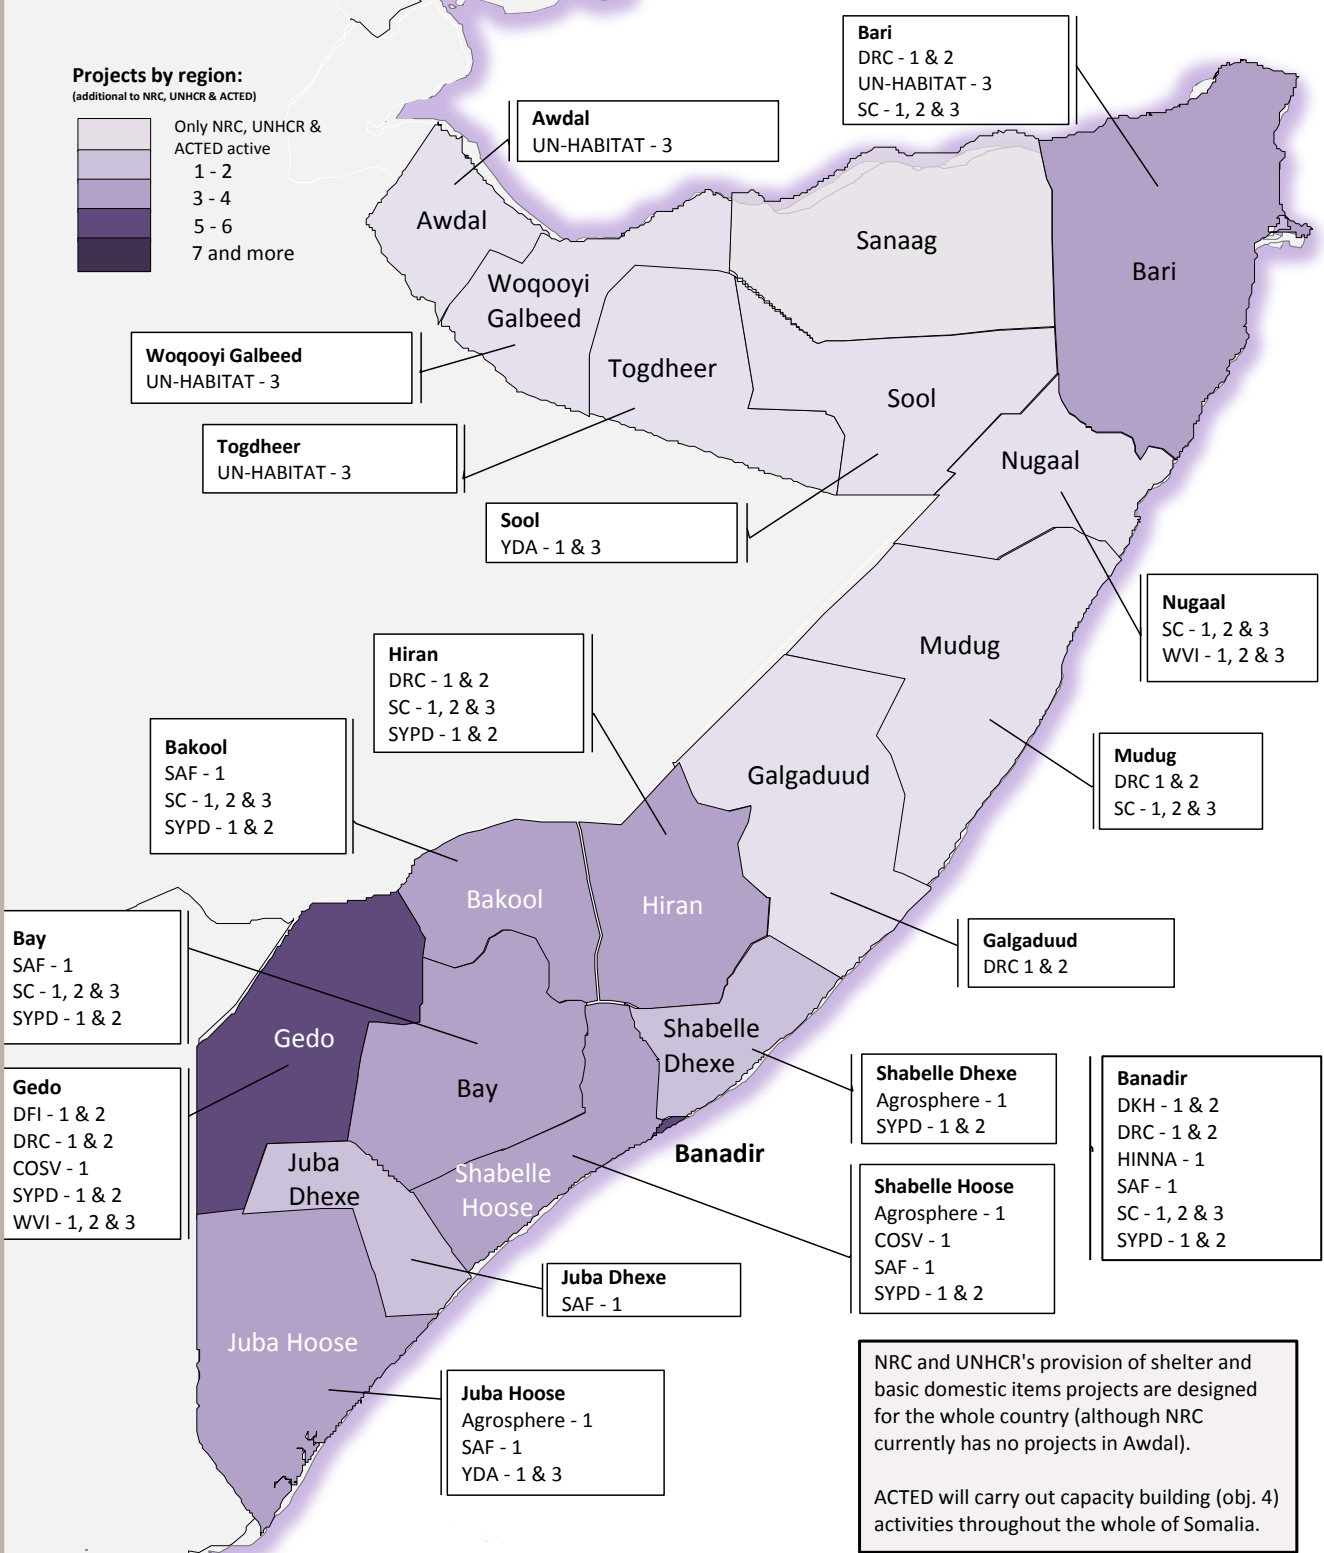 Projects by region:
(additional to NRC, UNHCR & ACTED)
Only NRC, UNHCR &
ACTED active
1 - 2
3 - 4
5 - 6
7 and more
Awdal
UN-HABITAT - 3
Bari
DRC - 1 & 2
UN-HABITAT - 3
SC - 1, 2 & 3
Awdal
Woqooyi
Galbeed
Togdheer
Sanaag
Bari
Sool
Nugaal
Mudug
Galgaduud
Hiran
Bakool
Gedo
Bay
Shabelle
Dhexe
Juba
Dhexe
Shabelle
Hoose
Banadir
Juba Hoose
Woqooyi Galbeed
UN-HABITAT - 3
Togdheer
UN-HABITAT - 3
Sool
YDA - 1 & 3
Nugaal
SC - 1, 2 & 3
WVI - 1, 2 & 3
Hiran
DRC - 1 & 2
SC - 1, 2 & 3
SYPD - 1 & 2
Bakool
SAF - 1
SC - 1, 2 & 3
SYPD - 1 & 2
Mudug
DRC 1 & 2
SC - 1, 2 & 3
Galgaduud
DRC 1 & 2
Bay
SAF - 1
SC - 1, 2 & 3
SYPD - 1 & 2
Gedo
DFI - 1 & 2
DRC - 1 & 2
COSV - 1
SYPD - 1 & 2
WVI - 1, 2 & 3
Shabelle Dhexe
Agrosphere - 1
SYPD - 1 & 2
Banadir
DKH - 1 & 2
DRC - 1 & 2
HINNA - 1
SAF - 1
SC - 1, 2 & 3
SYPD - 1 & 2
Shabelle Hoose
Agrosphere - 1
COSV - 1
SAF - 1
SYPD - 1 & 2
Juba Dhexe
SAF - 1
Juba Hoose
Agrosphere - 1
SAF - 1
YDA - 1 & 3
NRC and UNHCR's provision of shelter and
basic domestic items projects are designed
for the whole country (although NRC
currently has no projects in Awdal).
ACTED will carry out capacity building (obj. 4)
activities throughout the whole of Somalia.